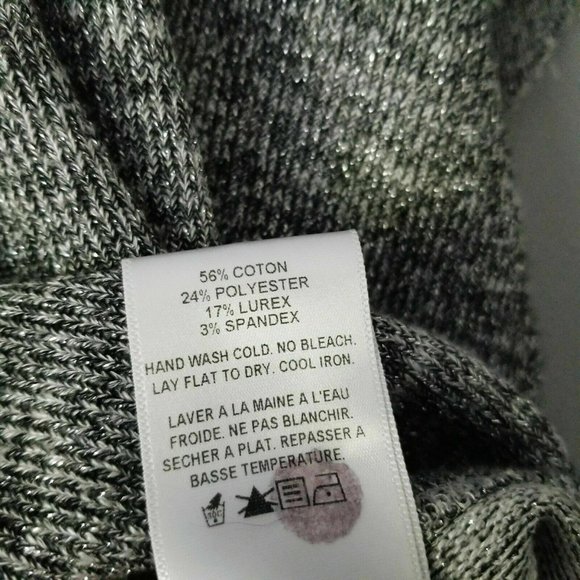 56% COTON
24% POLYESTER
17% LUREX
3% SPANDEX
HAND WASH COLD. NO BLEACH.
LAY FLAT TO DRY. COOL IRON.
LAVER A LA MAINE A L'EAU
FROIDE. NE PAS BLANCHIR.
SECHER A PLAT. REPASSER A
BASSE TEMPERATURE.